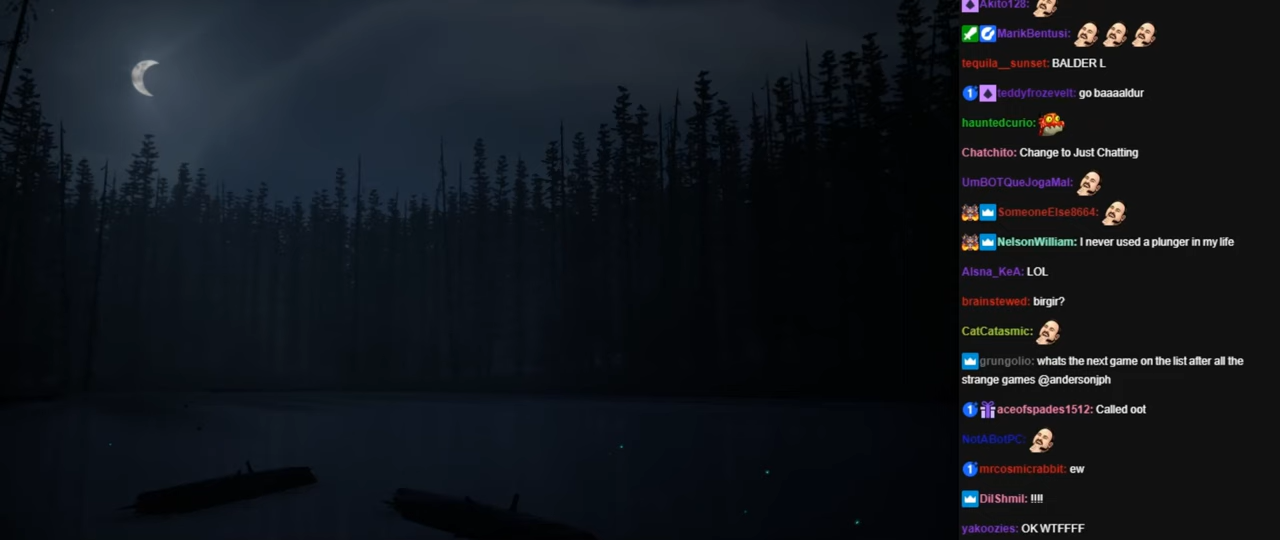 Akito128:
MarikBentusi:
tequila__sunset: BALDER L
teddyfrozevelt: go baaaaldur
hauntedcurio:
Chatchito: Change to Just Chatting
UmBOTQueJogaMal:
SomeoneElse8664:
NelsonWilliam: I never used a plunger in my life
Alsna_KeA: LOL
brainstewed: birgir?
CatCatasmic:
grungolio: whats the next game on the list after all the
strange games @andersonjph
aceofspades1512: Called oot
NotABotPC:
mrcosmicrabbit: ew
DilShmil: !!!!
yakoozies: OK WTFFFF